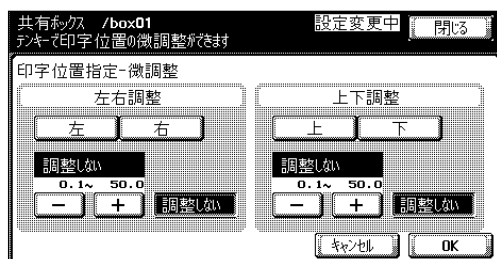 共有ボックス /box01 設定変更中 閉じる
テンキーで印字位置の微調整ができます
印字位置指定-微調整
左右調整 上下調整
左 右 上 下
調整しない 調整しない
0.1~ 50.0 0.1~ 50.0
- + 調整しない - + 調整しない
キャンセル OK